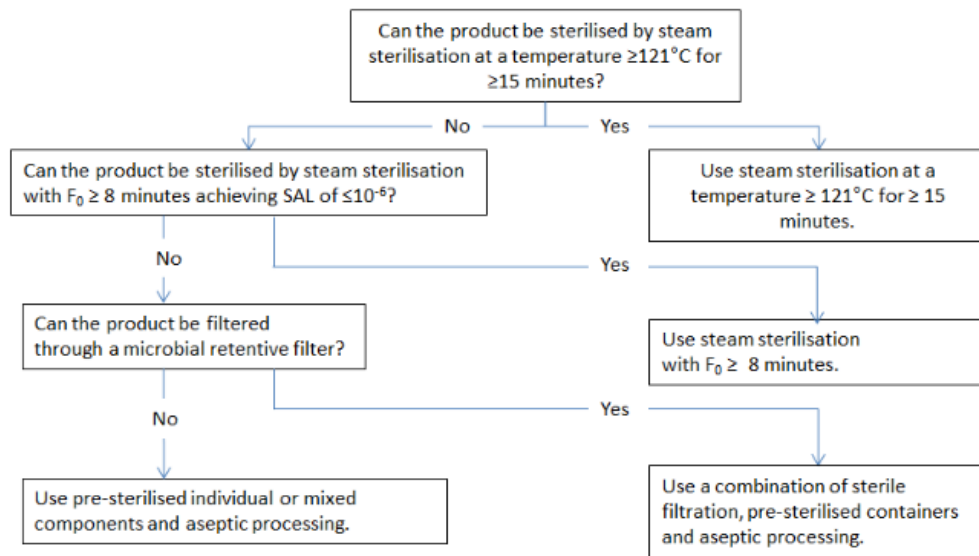 Can the product be sterilised by steam
sterilisation at a temperature ≥121°C for
≥15 minutes?
No
Yes
Can the product be sterilised by steam sterilisation
with F₀ ≥ 8 minutes achieving SAL of ≤10⁻⁶?
Use steam sterilisation at a
temperature ≥ 121°C for ≥ 15
minutes.
No
Yes
Can the product be filtered
through a microbial retentive filter?
Use steam sterilisation
with F₀ ≥ 8 minutes.
No
Yes
Use pre-sterilised individual or mixed
components and aseptic processing.
Use a combination of sterile
filtration, pre-sterilised containers
and aseptic processing.